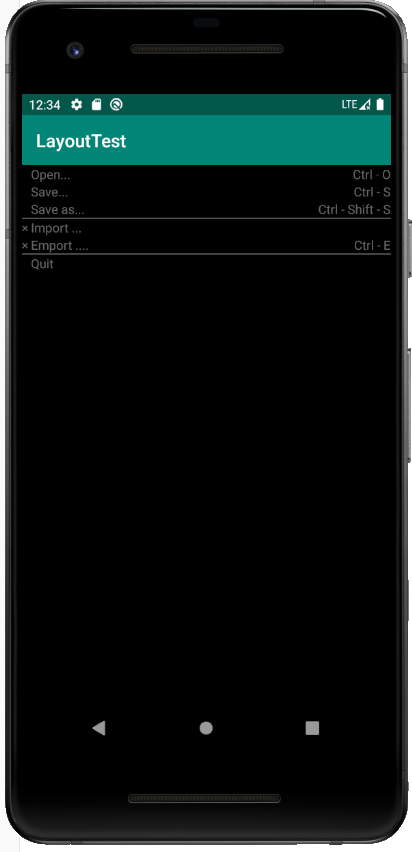 12:34 LTE
LayoutTest
Open... Ctrl - O
Save... Ctrl - S
Save as... Ctrl - Shift - S
× Import ...
× Emport .... Ctrl - E
Quit